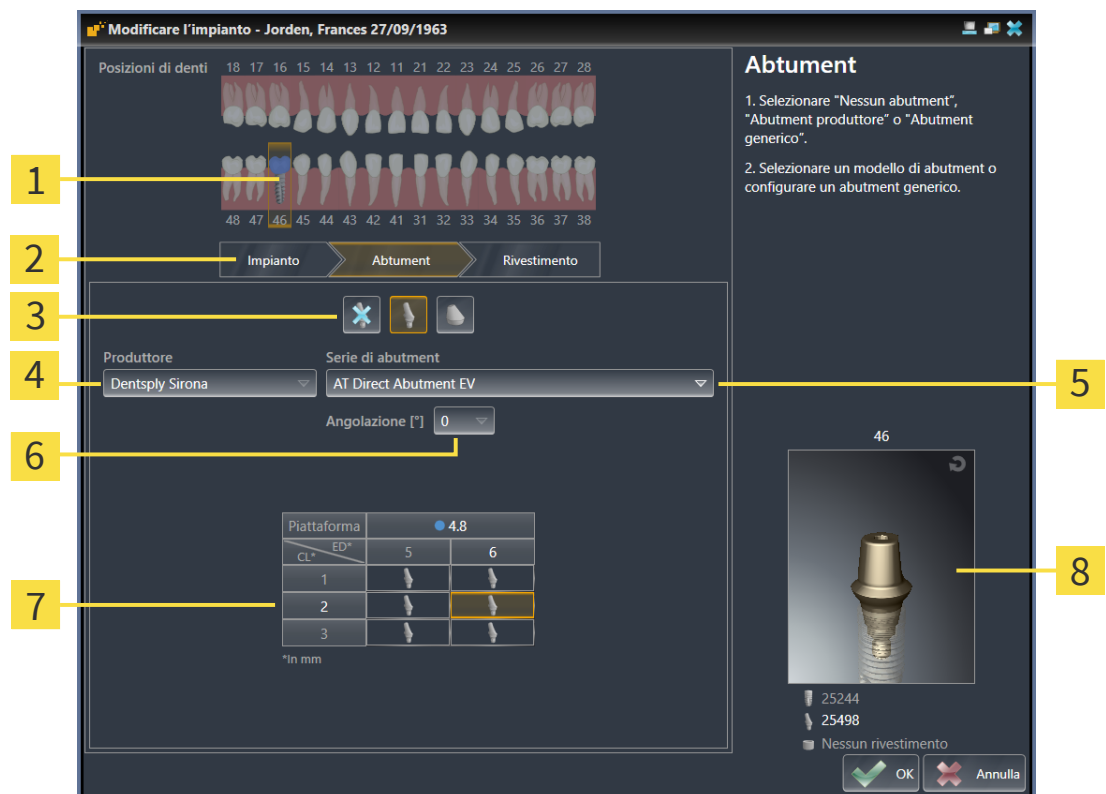 Modificare l'impianto - Jorden, Frances 27/09/1963
Posizioni di denti
18 17 16 15 14 13 12 11 21 22 23 24 25 26 27 28
48 47 46 45 44 43 42 41 31 32 33 34 35 36 37 38
1
2
Impianto
Abtument
Rivestimento
3
Produttore
Serie di abutment
4
Dentsply Sirona
AT Direct Abutment EV
5
Angolazione [°]
0
6
Piattaforma
4.8
CL*
ED*
5
6
1
2
3
7
*In mm
Abtument
1. Selezionare "Nessun abutment",
"Abutment produttore" o "Abutment
generico".
2. Selezionare un modello di abutment o
configurare un abutment generico.
46
8
25244
25498
Nessun rivestimento
OK
Annulla